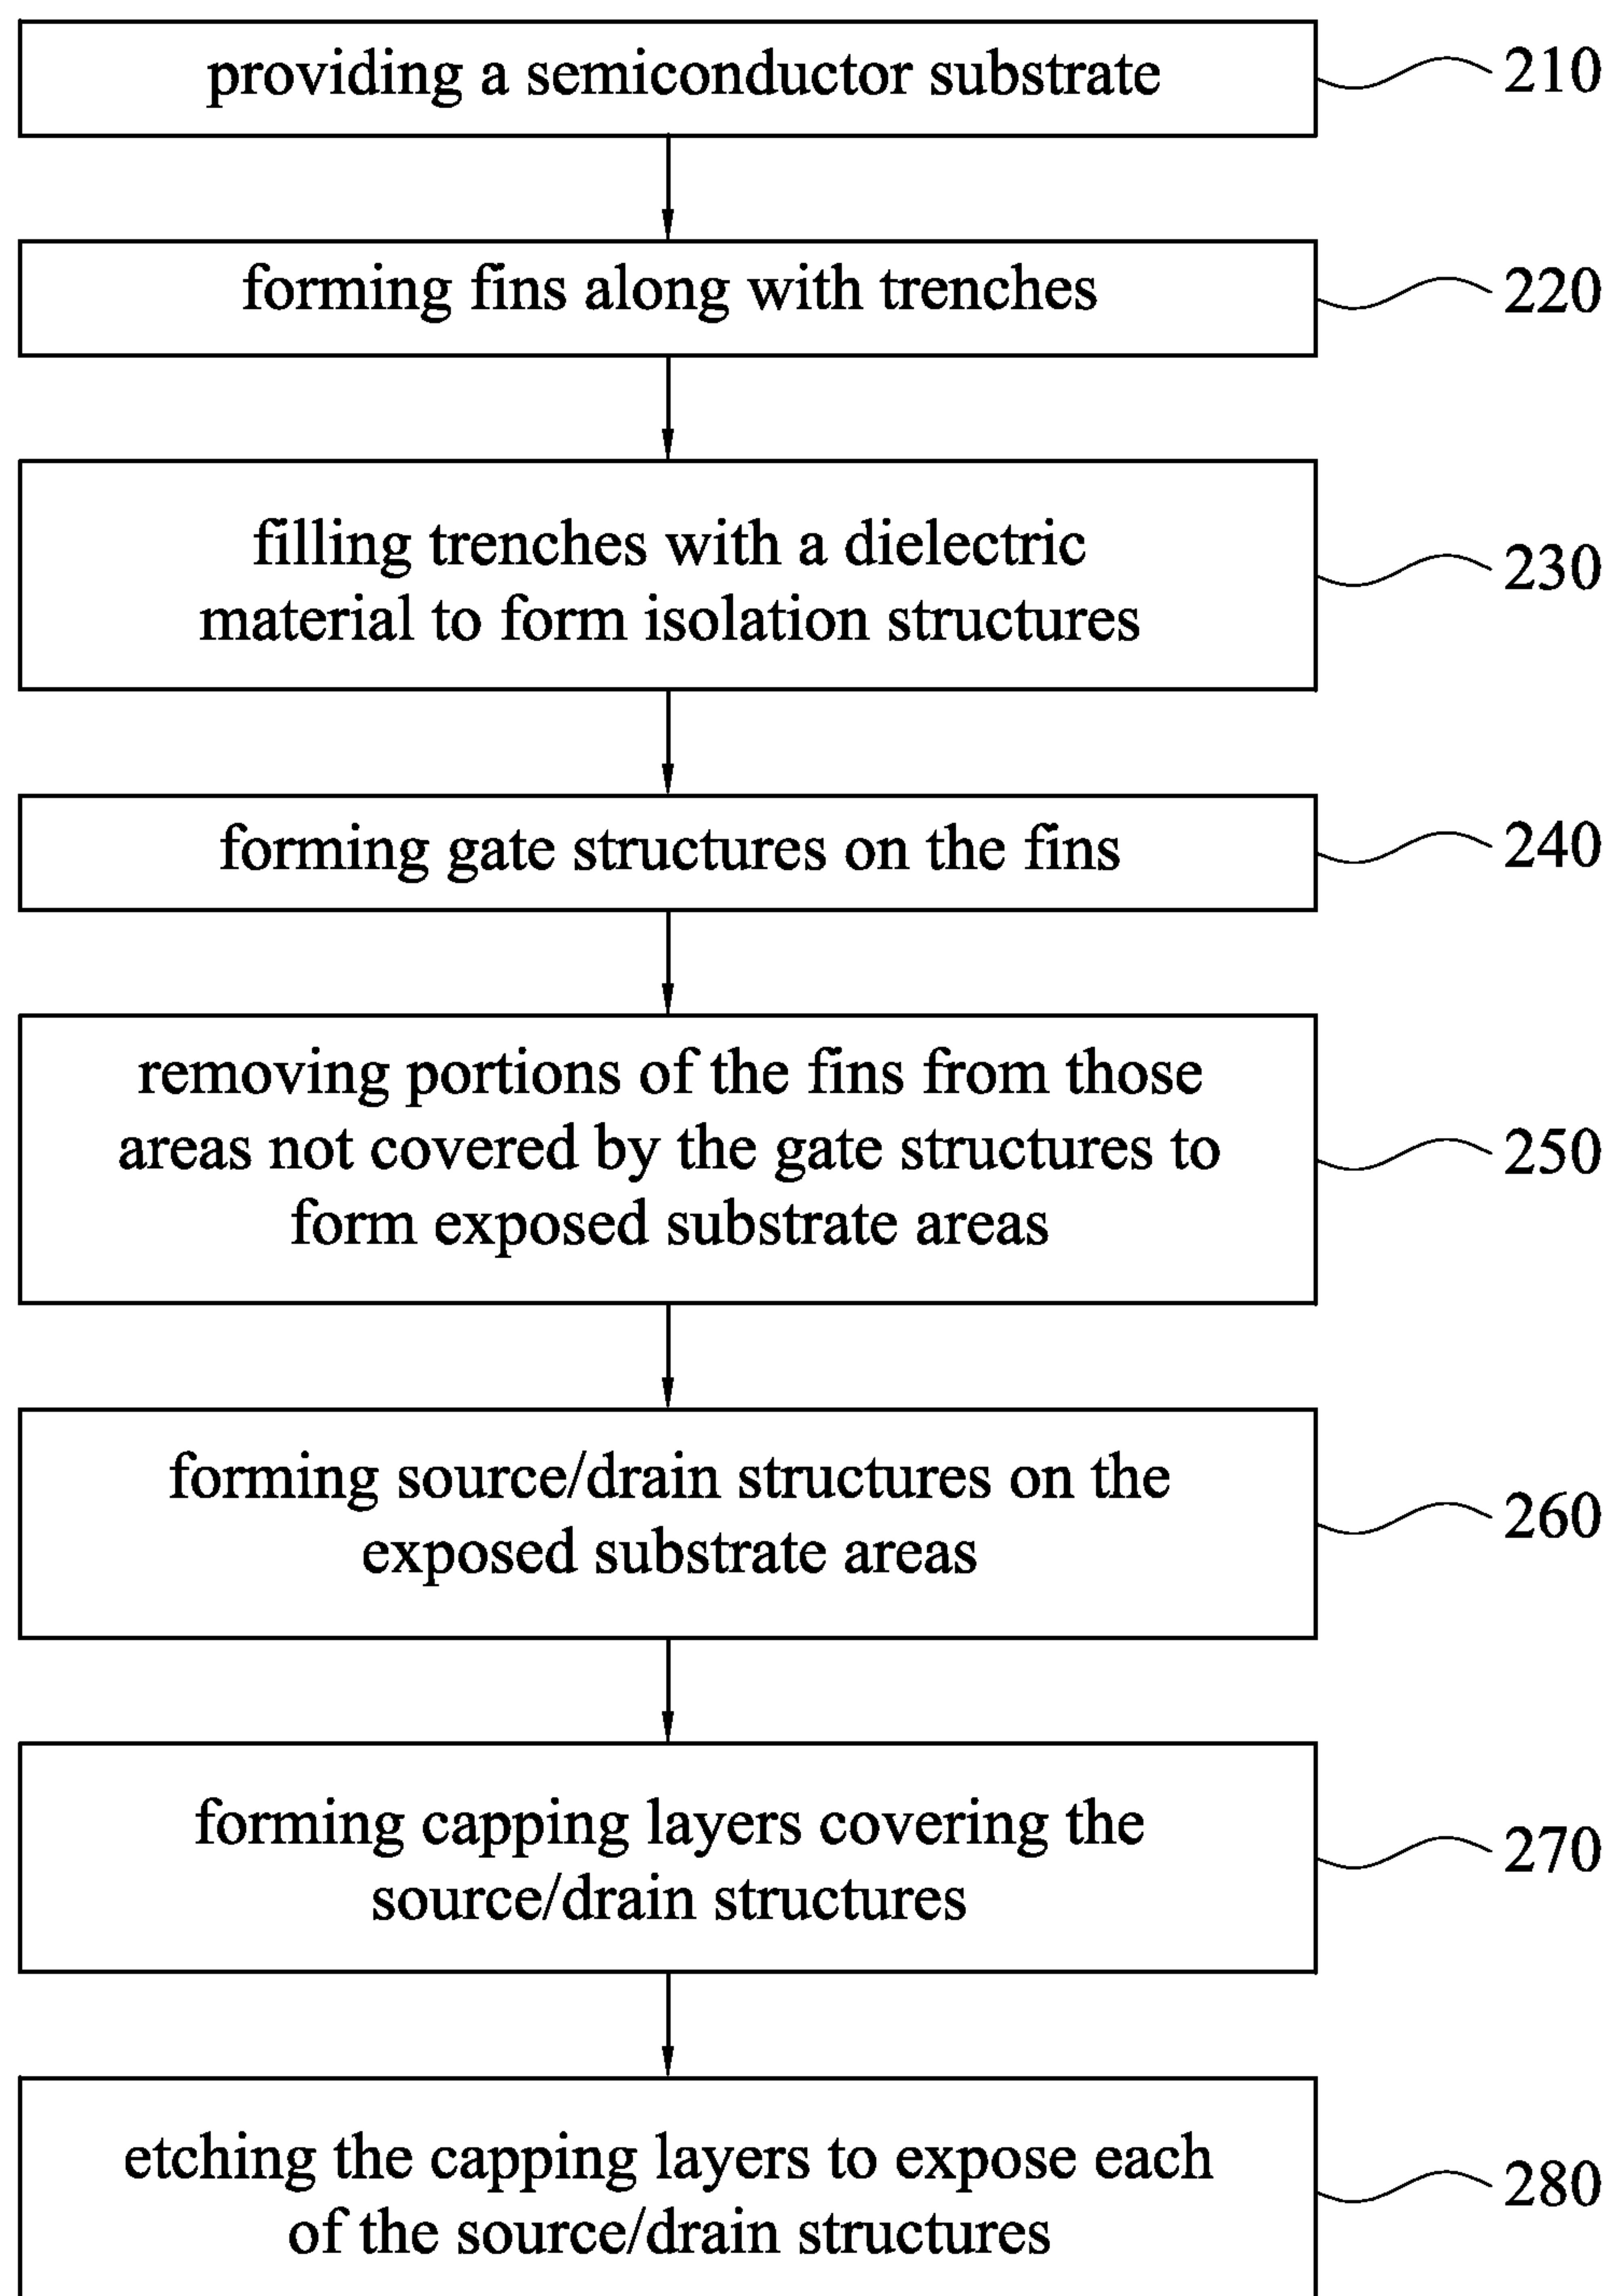 providing a semiconductor substrate
210
forming fins along with trenches
220
filling trenches with a dielectric
material to form isolation structures
230
forming gate structures on the fins
240
removing portions of the fins from those
areas not covered by the gate structures to
form exposed substrate areas
250
forming source/drain structures on the
exposed substrate areas
260
forming capping layers covering the
source/drain structures
270
etching the capping layers to expose each
of the source/drain structures
280